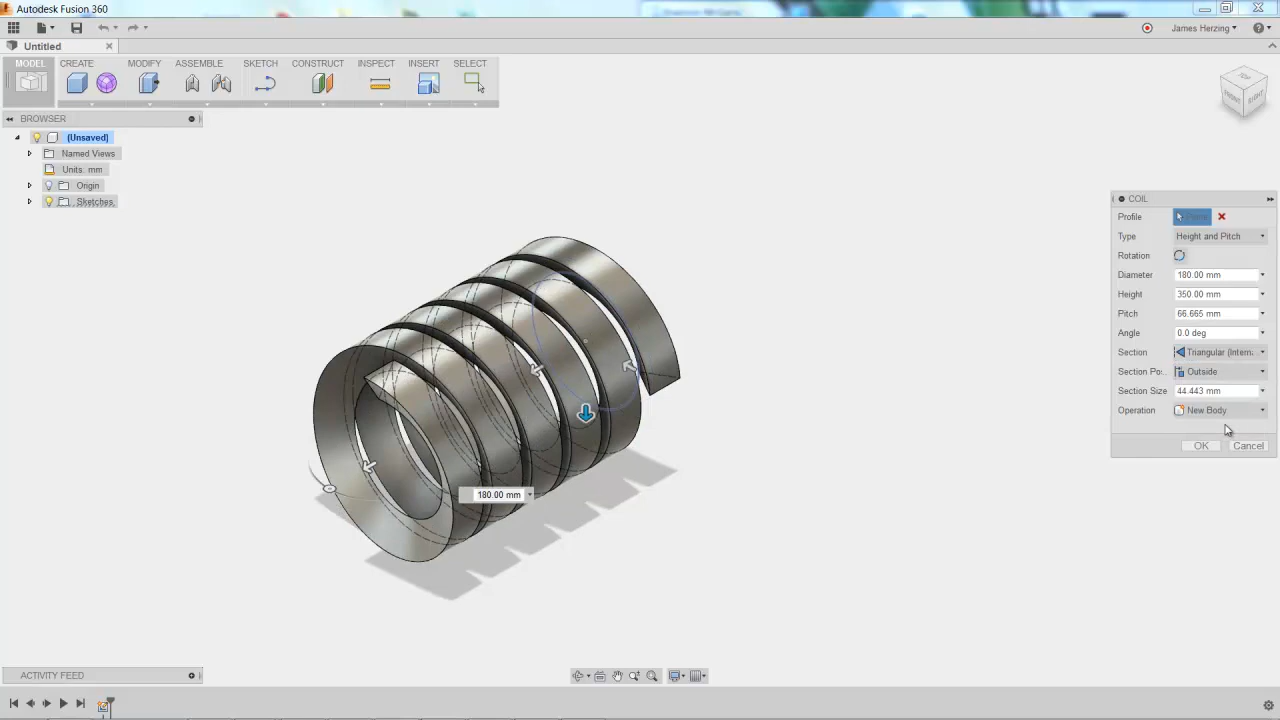 Autodesk Fusion 360
James Herzing
Untitled
MODEL CREATE MODIFY ASSEMBLE SKETCH CONSTRUCT INSPECT INSERT SELECT
BROWSER
(Unsaved)
Named Views
Units: mm
Origin
Sketches
TOP
FRONT RIGHT
COIL
Profile
Type Height and Pitch
Rotation
Diameter 180.00 mm
Height 350.00 mm
Pitch 66.665 mm
Angle 0.0 deg
Section Triangular (Intern
Section Po.. Outside
Section Size 44.443 mm
Operation New Body
OK Cancel
180.00 mm
ACTIVITY FEED